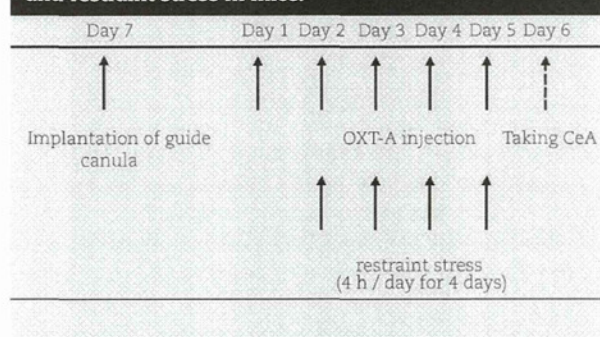 and restraint stress in mice.
Day 7 Day 1 Day 2 Day 3 Day 4 Day 5 Day 6
Implantation of guide canula
OXT-A injection
Taking CeA
restraint stress
(4 h / day for 4 days)